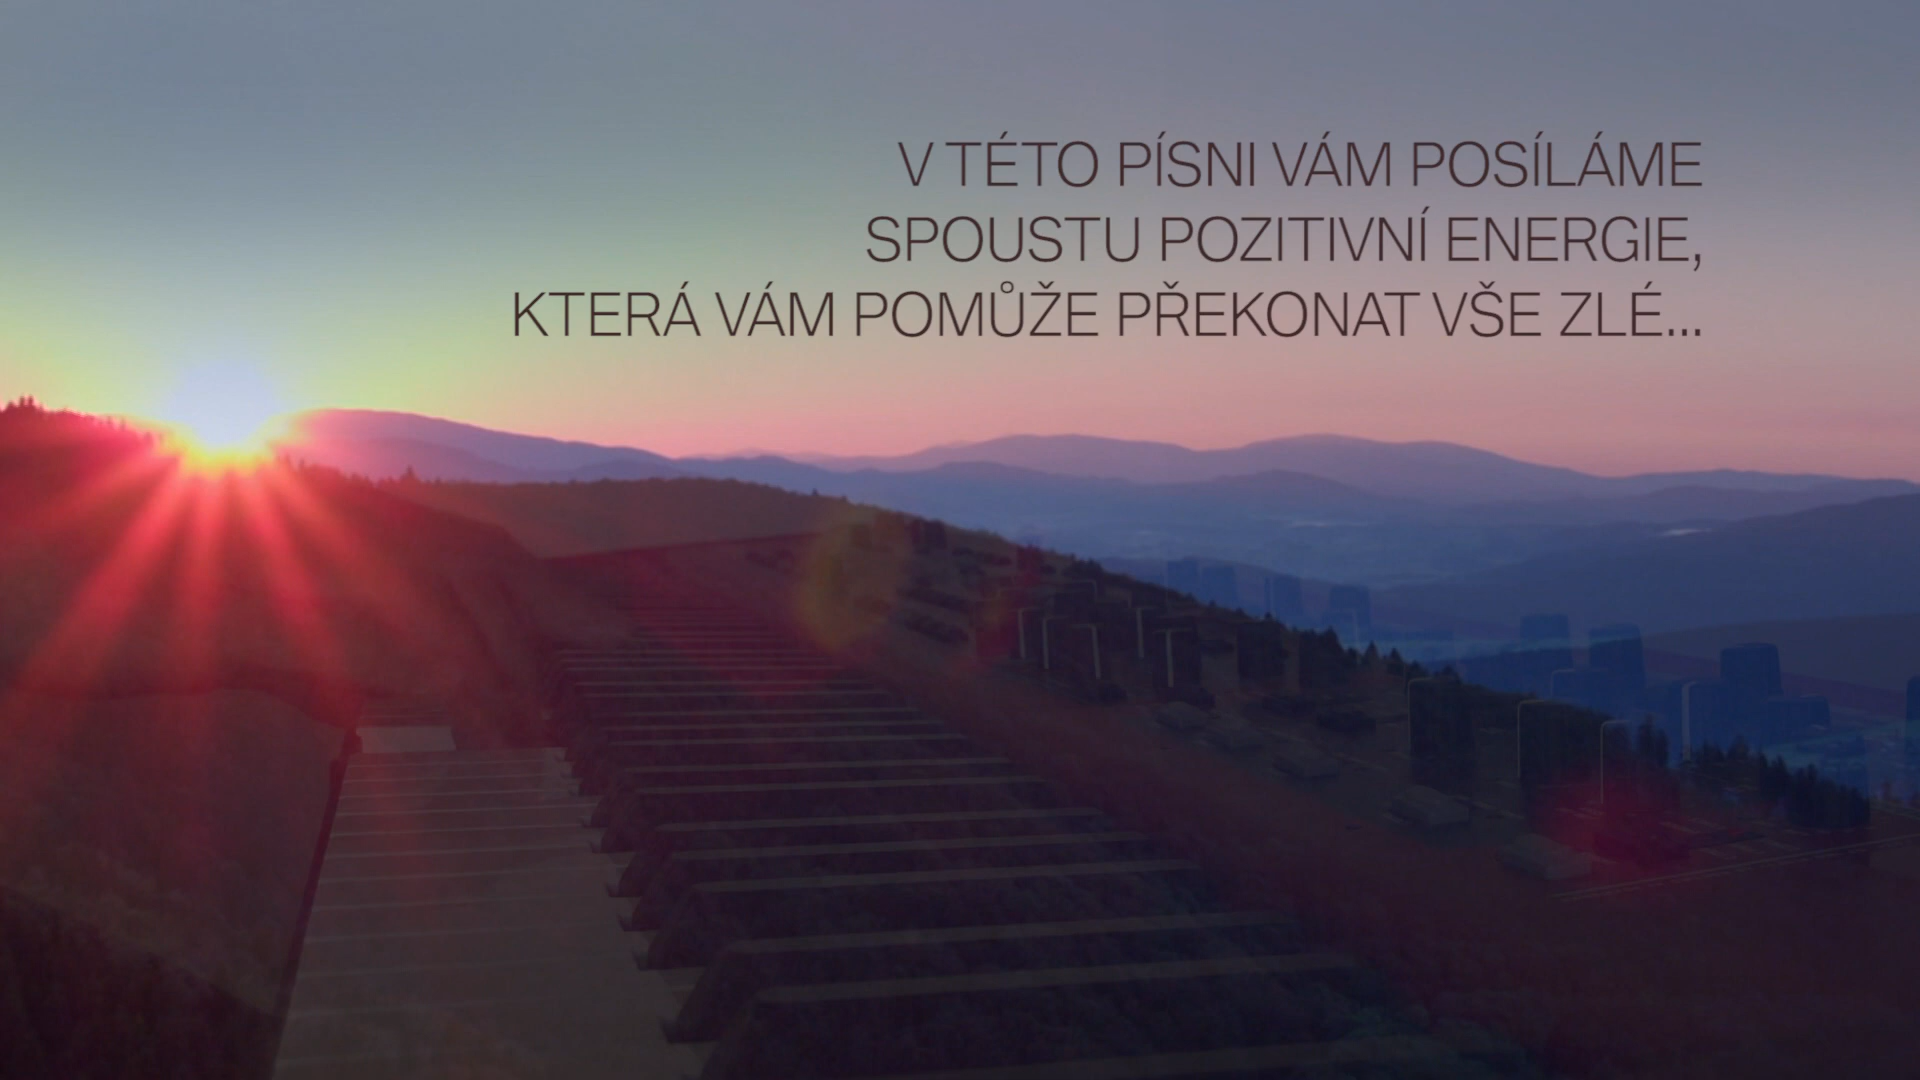 V TÉTO PÍSNI VÁM POSÍLÁME
SPOUSTU POZITIVNÍ ENERGIE,
KTERÁ VÁM POMŮŽE PŘEKONAT VŠE ZLÉ...